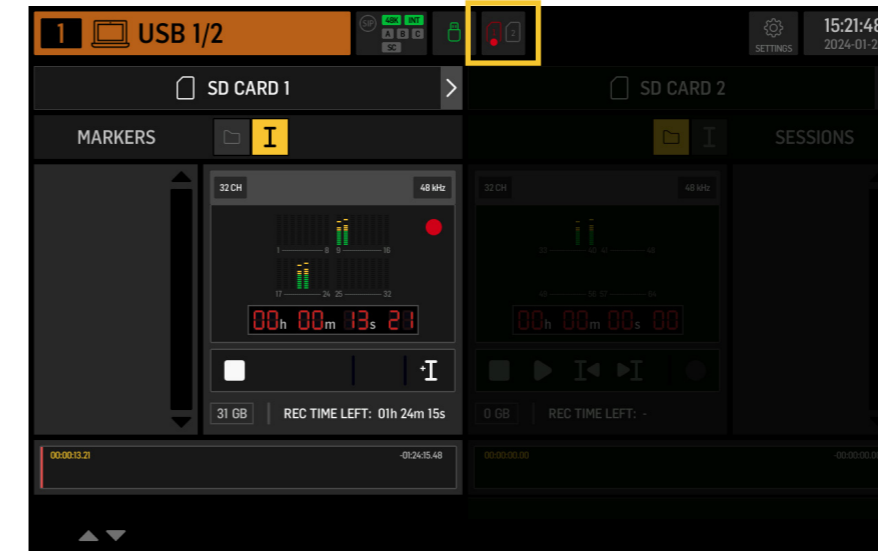 1 USB 1/2
SIP 48K INT
A B C
SC
1 2
SETTINGS
15:21:48
2024-01-2
SD CARD 1 >
SD CARD 2
MARKERS
SESSIONS
32 CH 48 kHz
32 CH 48 kHz
1 8 9 16
17 24 25 32
00h 00m 13s 21
00h 00m 00s 00
+I
31 GB REC TIME LEFT: 01h 24m 15s
0 GB REC TIME LEFT: -
00:00:13.21 -01:24:15.48
00:00:00.00 -00:00:00.0